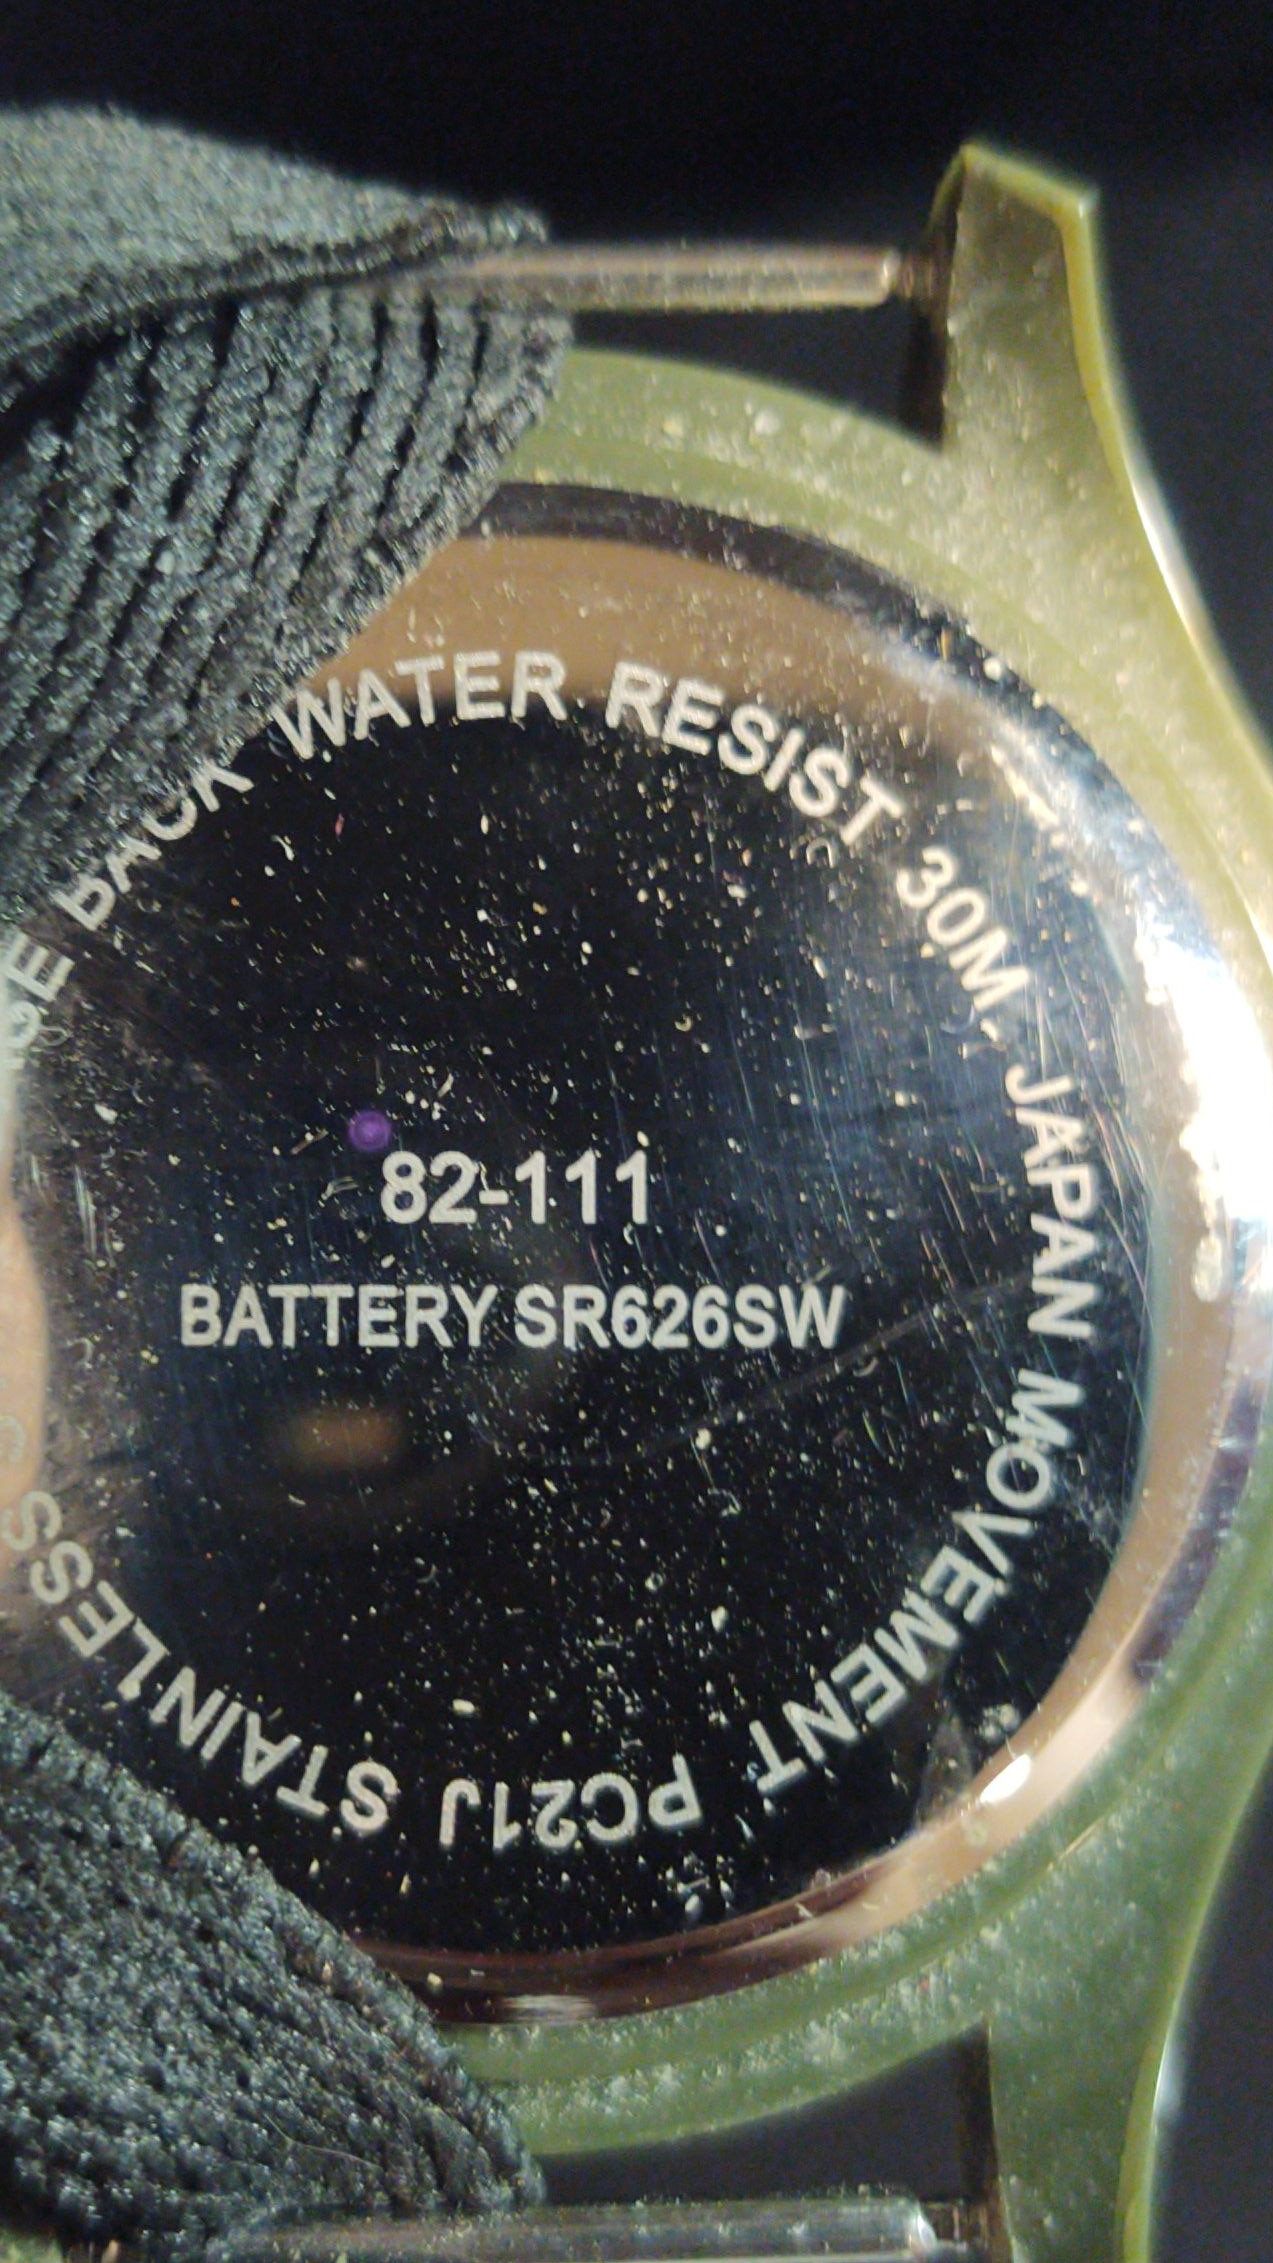 WATER RESIST 30M, JAPAN MOVEMENT PC21J STAINLESS
BACK
82-111
BATTERY SR626SW